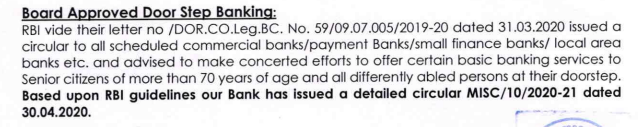 Board Approved Door Step Banking:
RBI vide their letter no /DOR.CO.Leg.BC. No. 59/09.07.005/2019-20 dated 31.03.2020 issued a
circular to all scheduled commercial banks/payment Banks/small finance banks/ local area
banks etc. and advised to make concerted efforts to offer certain basic banking services to
Senior citizens of more than 70 years of age and all differently abled persons at their doorstep.
Based upon RBI guidelines our Bank has issued a detailed circular MISC/10/2020-21 dated
30.04.2020.